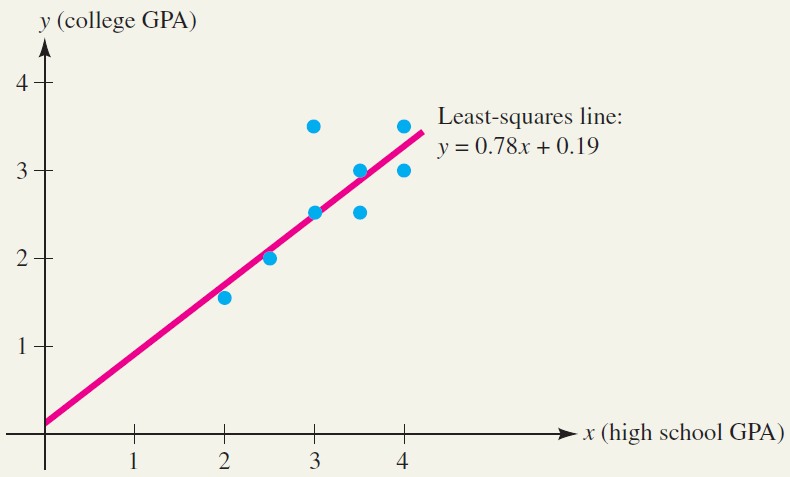 y (college GPA)
4
3
2
1
Least-squares line:
y = 0.78x + 0.19
x (high school GPA)
1 2 3 4